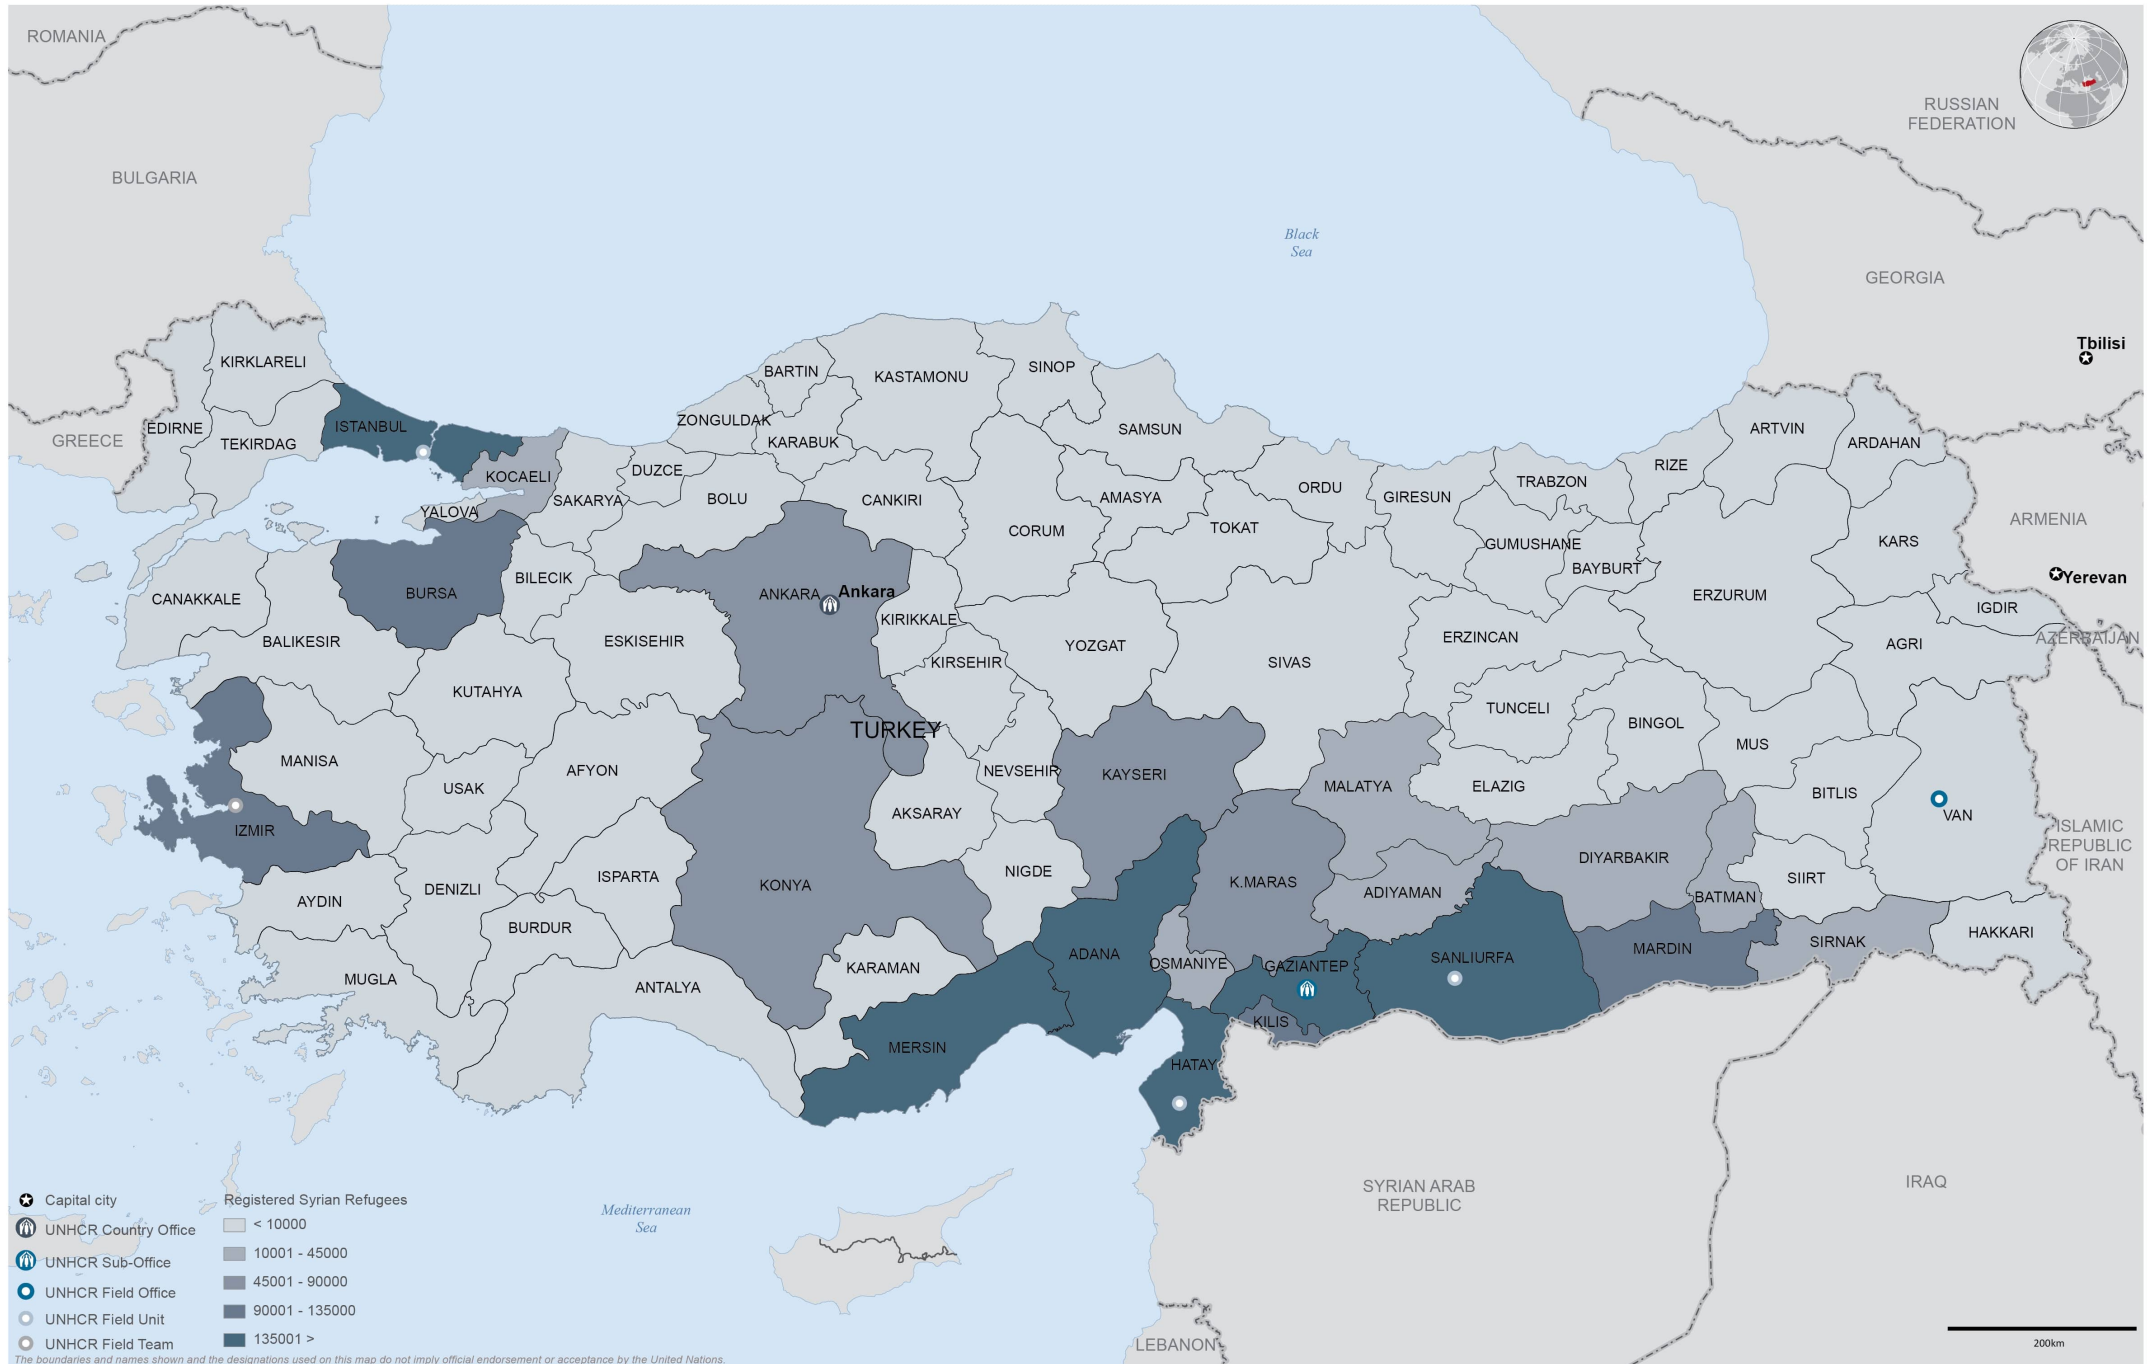 ROMANIA
BULGARIA
RUSSIAN
FEDERATION
Black
Sea
GEORGIA
Tbilisi
KIRKLARELI
BARTIN
KASTAMONU
SINOP
EDIRNE
TEKIRDAG
ISTANBUL
GREECE
ZONGULDAK
KARABUK
SAMSUN
ARTVIN
ARDAHAN
KOCAELI
DUZCE
SAKARYA
BOLU
CANKIRI
AMASYA
ORDU
GIRESUN
TRABZON
RIZE
YALOVA
CORUM
TOKAT
GUMUSHANE
BAYBURT
KARS
ARMENIA
Yerevan
CANAKKALE
BURSA
BILECIK
ANKARA
Ankara
KIRIKKALE
ERZURUM
IGDIR
AZERBAIJAN
BALIKESIR
ESKISEHIR
KIRSEHIR
YOZGAT
SIVAS
ERZINCAN
AGRI
KUTAHYA
TURKEY
TUNCELI
BINGOL
MUS
MANISA
USAK
AFYON
NEVSEHIR
KAYSERI
MALATYA
ELAZIG
BITLIS
VAN
IZMIR
AKSARAY
ISLAMIC
REPUBLIC
OF IRAN
AYDIN
DENIZLI
ISPARTA
KONYA
NIGDE
K.MARAS
ADIYAMAN
DIYARBAKIR
BATMAN
SIIRT
BURDUR
MUGLA
ANTALYA
KARAMAN
ADANA
OSMANIYE
GAZIANTEP
SANLIURFA
MARDIN
SIRNAK
HAKKARI
MERSIN
KILIS
HATAY
SYRIAN ARAB
REPUBLIC
IRAQ
Mediterranean
Sea
LEBANON
Capital city
UNHCR Country Office
UNHCR Sub-Office
UNHCR Field Office
UNHCR Field Unit
UNHCR Field Team
Registered Syrian Refugees
< 10000
10001 - 45000
45001 - 90000
90001 - 135000
135001 >
200km
The boundaries and names shown and the designations used on this map do not imply official endorsement or acceptance by the United Nations.